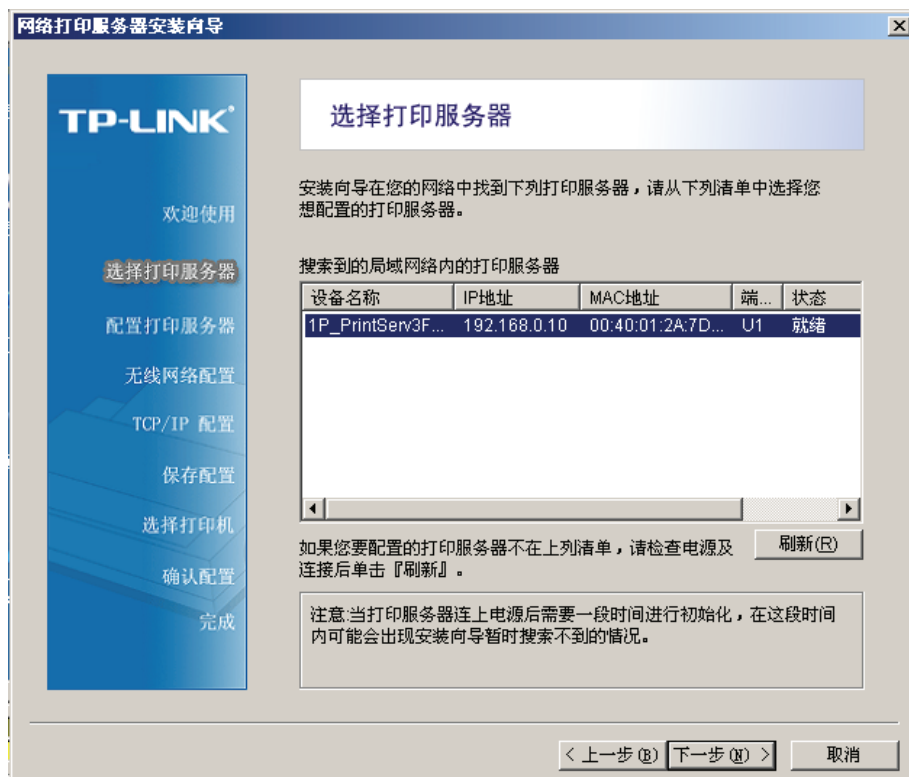 网络打印服务器安装向导
TP-LINK
欢迎使用
选择打印服务器
配置打印服务器
无线网络配置
TCP/IP 配置
保存配置
选择打印机
确认配置
完成
选择打印服务器
安装向导在您的网络中找到下列打印服务器，请从下列清单中选择您
想配置的打印服务器。
搜索到的局域网络内的打印服务器
设备名称 IP地址 MAC地址 端... 状态
1P_PrintServ3F... 192.168.0.10 00:40:01:2A:7D... U1 就绪
如果您要配置的打印服务器不在上列清单，请检查电源及
连接后单击『刷新』。
刷新(R)
注意:当打印服务器连上电源后需要一段时间进行初始化，在这段时间
内可能会出现安装向导暂时搜索不到的情况。
< 上一步(B) 下一步(N) > 取消